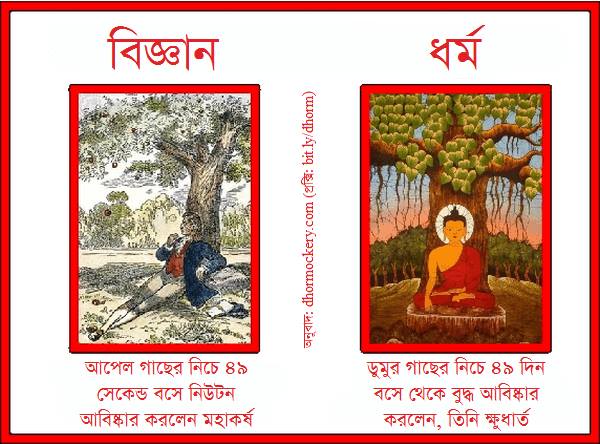 বিজ্ঞান
ধর্ম
অনুবাদ: dhormockery.com (প্রক্সি: bit.ly/dhorm)
আপেল গাছের নিচে ৪৯
সেকেন্ড বসে নিউটন
আবিষ্কার করলেন মহাকর্ষ
ডুমুর গাছের নিচে ৪৯ দিন
বসে থেকে বুদ্ধ আবিষ্কার
করলেন, তিনি ক্ষুধার্ত